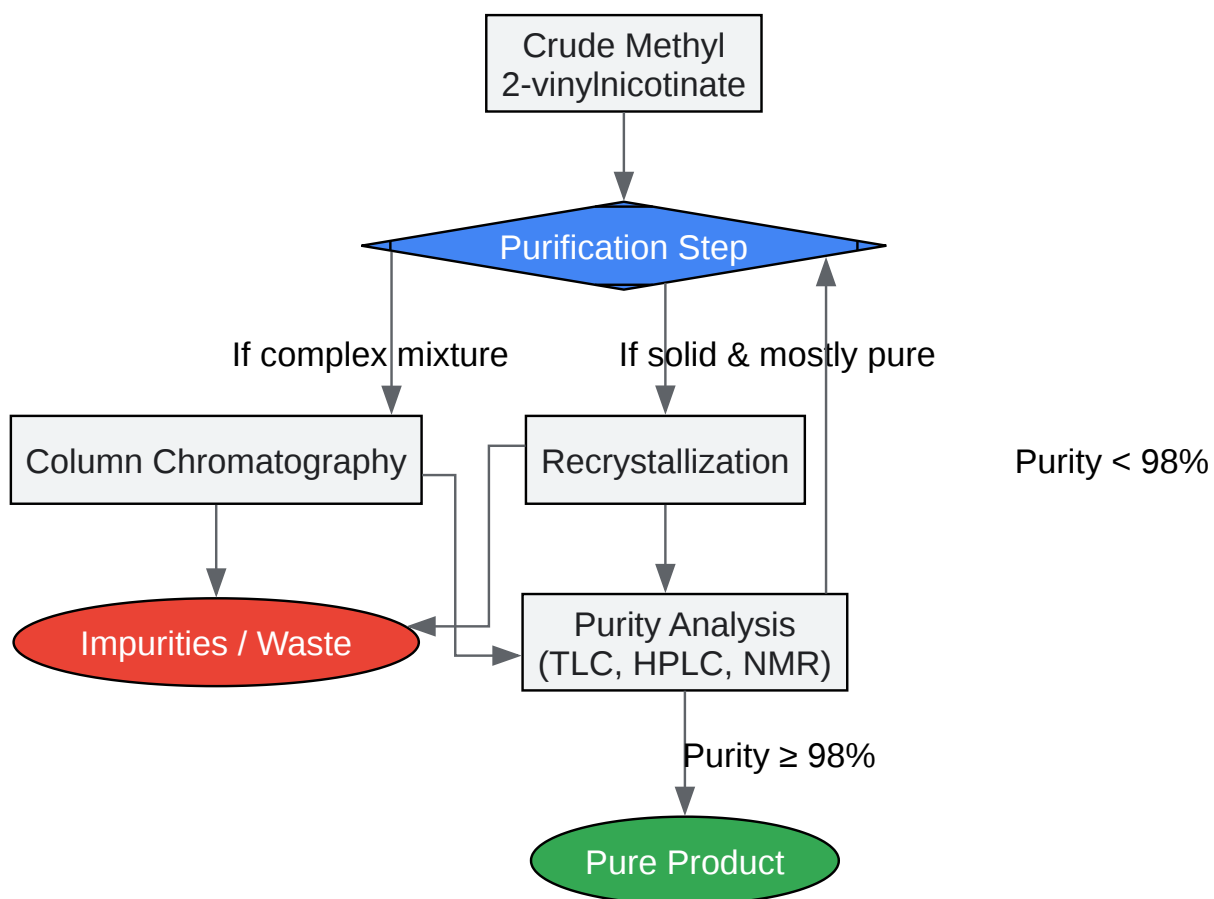 Crude Methyl
2-vinylnicotinate
Purification Step
If complex mixture
If solid & mostly pure
Column Chromatography
Recrystallization
Purity < 98%
Impurities / Waste
Purity Analysis
(TLC, HPLC, NMR)
Purity ≥ 98%
Pure Product